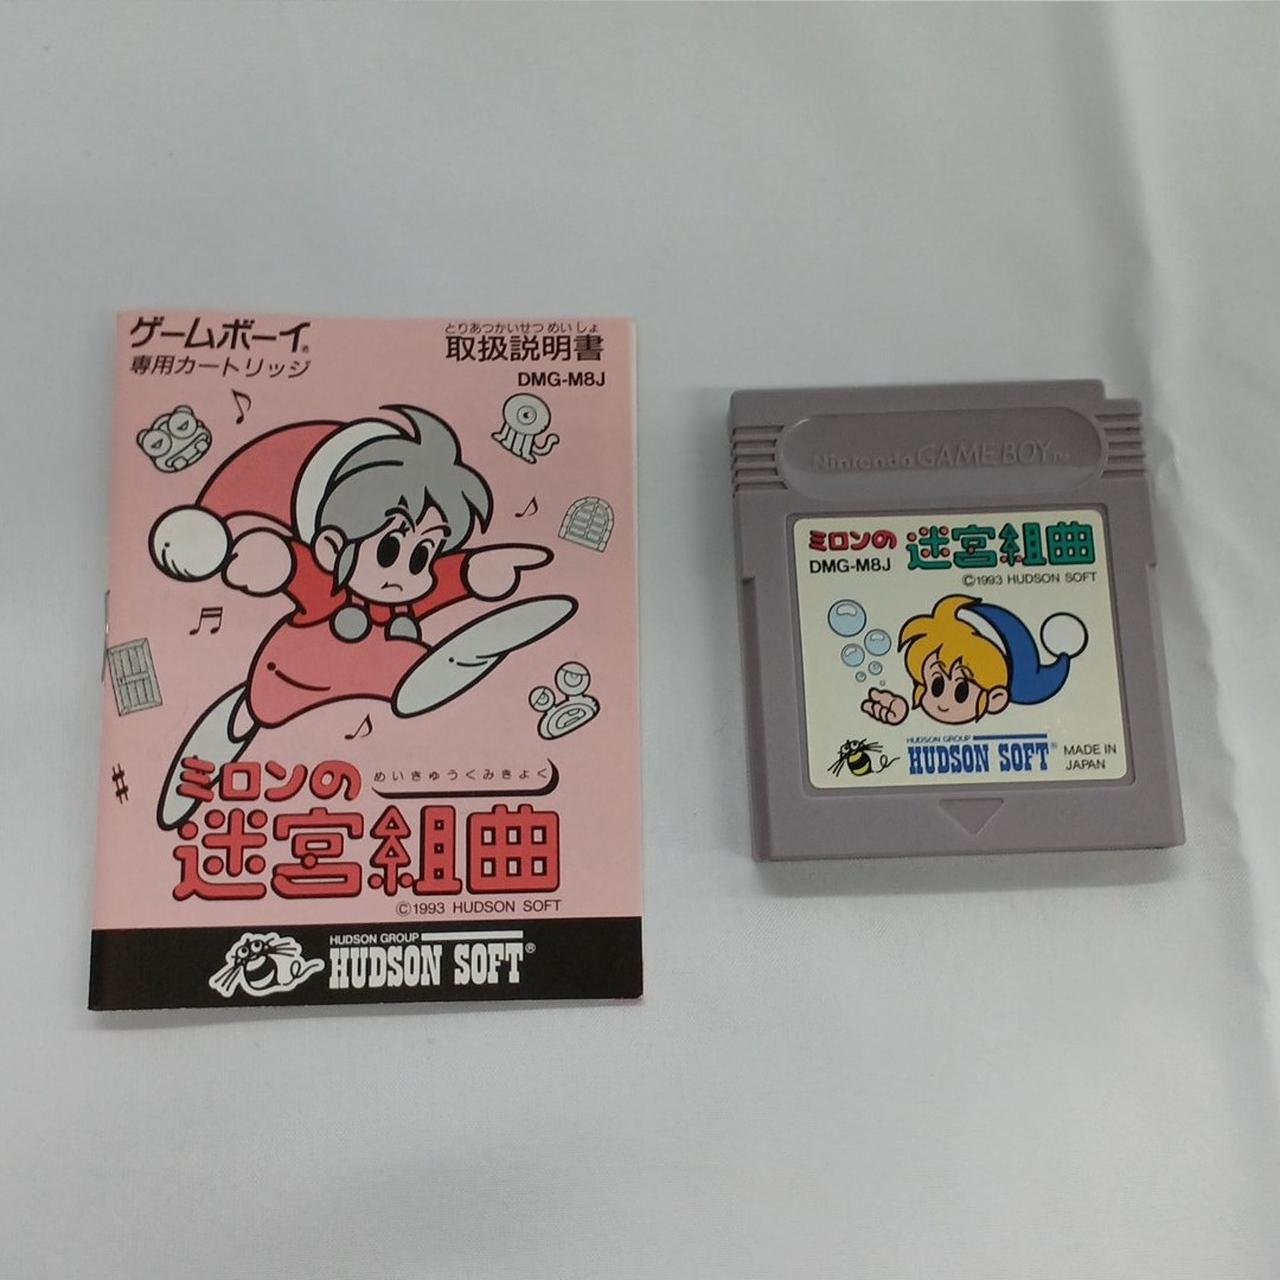 ゲームボーイ®
専用カートリッジ
とりあつかいせつめいしょ
取扱説明書
DMG-M8J
ミロンの
めいきゅうくみきょく
迷宮組曲
©1993 HUDSON SOFT
HUDSON GROUP
HUDSON SOFT®
Nintendo GAME BOY™
ミロンの迷宮組曲
DMG-M8J
©1993 HUDSON SOFT
HUDSON GROUP
HUDSON SOFT®
MADE IN
JAPAN